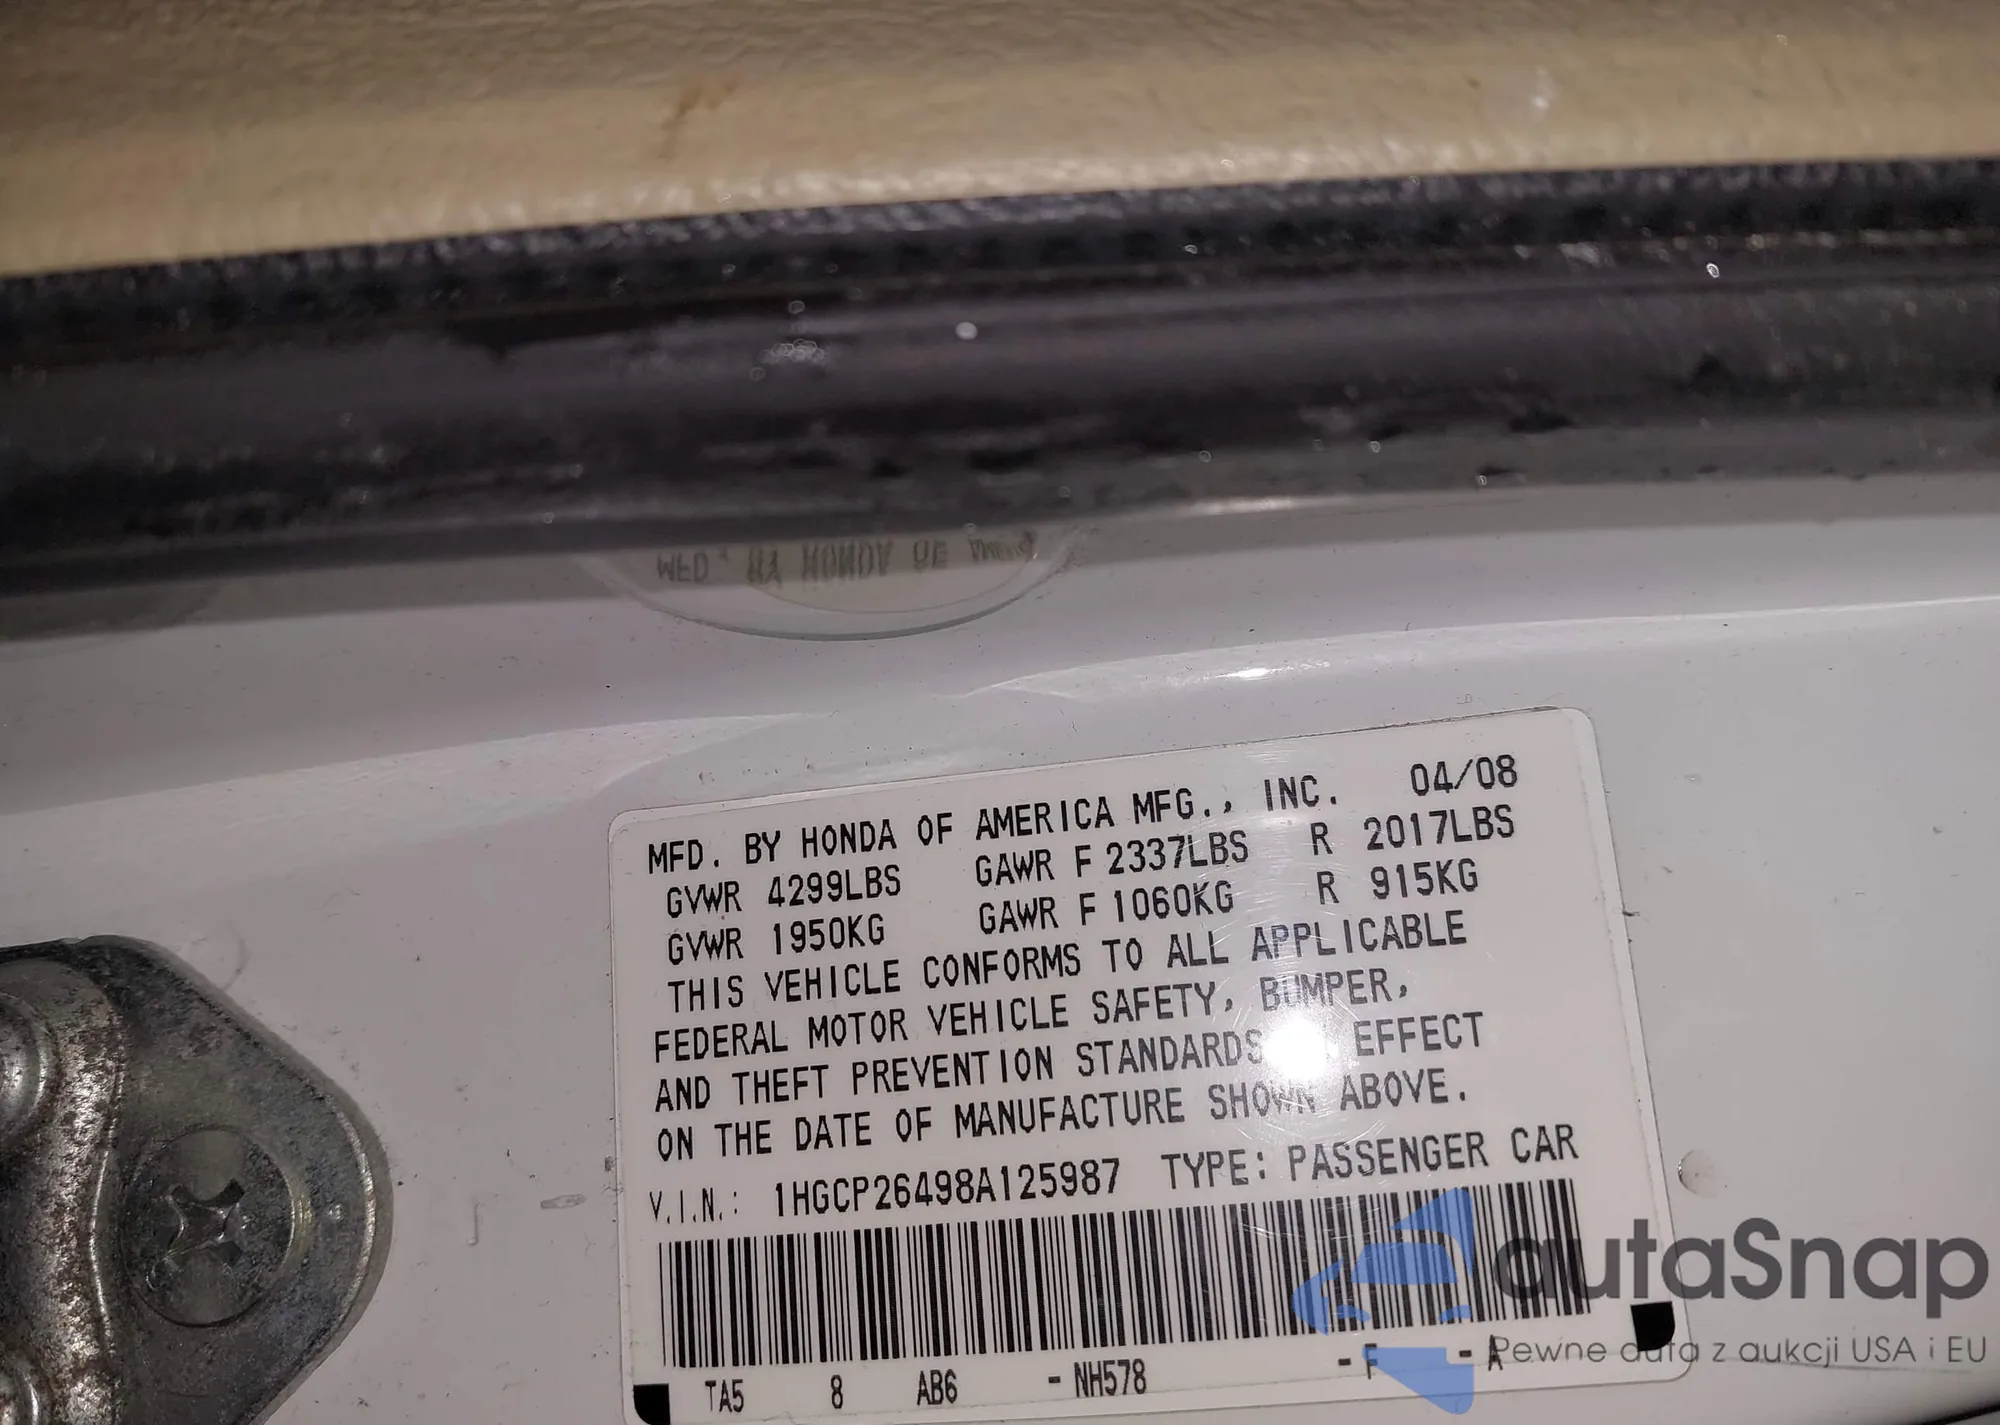 MFD. BY HONDA OF AMERICA MFG., INC. 04/08
GVWR 4299LBS GAWR F 2337LBS R 2017LBS
GVWR 1950KG GAWR F 1060KG R 915KG
THIS VEHICLE CONFORMS TO ALL APPLICABLE
FEDERAL MOTOR VEHICLE SAFETY, BUMPER,
AND THEFT PREVENTION STANDARDS EFFECT
ON THE DATE OF MANUFACTURE SHOWN ABOVE.
V.I.N.: 1HGCP26498A125987 TYPE: PASSENGER CAR
TA5 8 AB6 - NH578 - F - A
autaSnap
Pewne auta z aukcji USA i EU